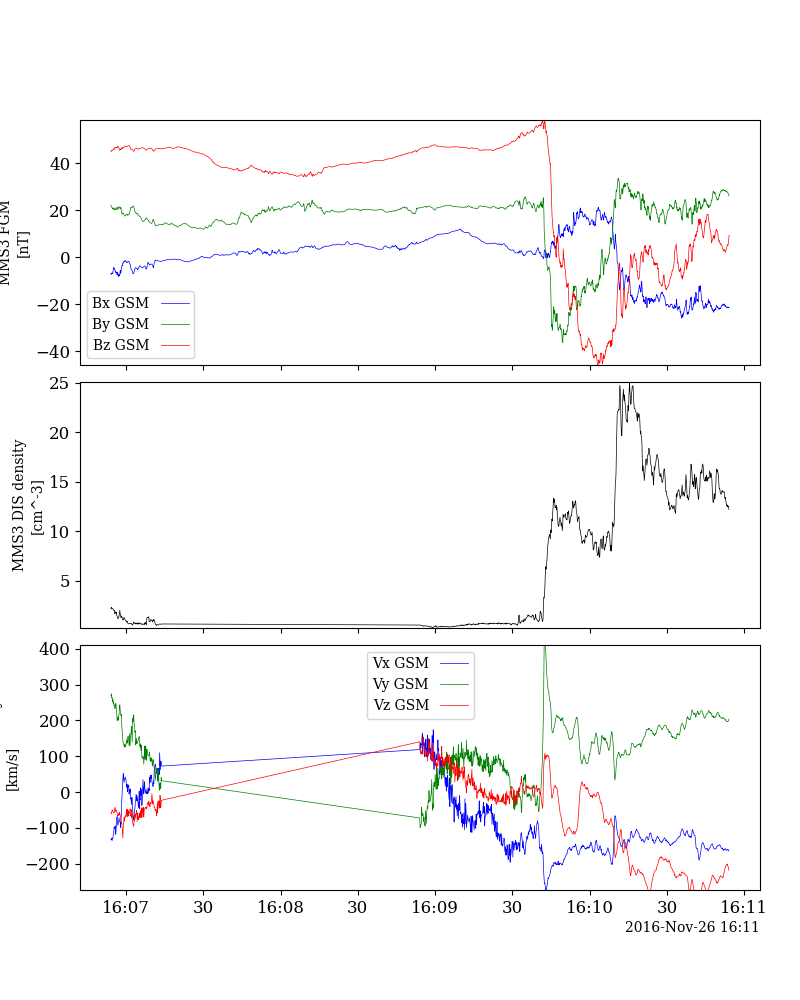 40
20
0
−20
−40
MMS3 FGM
[nT]
Bx GSM
By GSM
Bz GSM
25
20
15
10
5
MMS3 DIS density
[cm^-3]
400
300
200
100
0
−100
−200
[km/s]
Vx GSM
Vy GSM
Vz GSM
16:07 30 16:08 30 16:09 30 16:10 30 16:11
2016-Nov-26 16:11